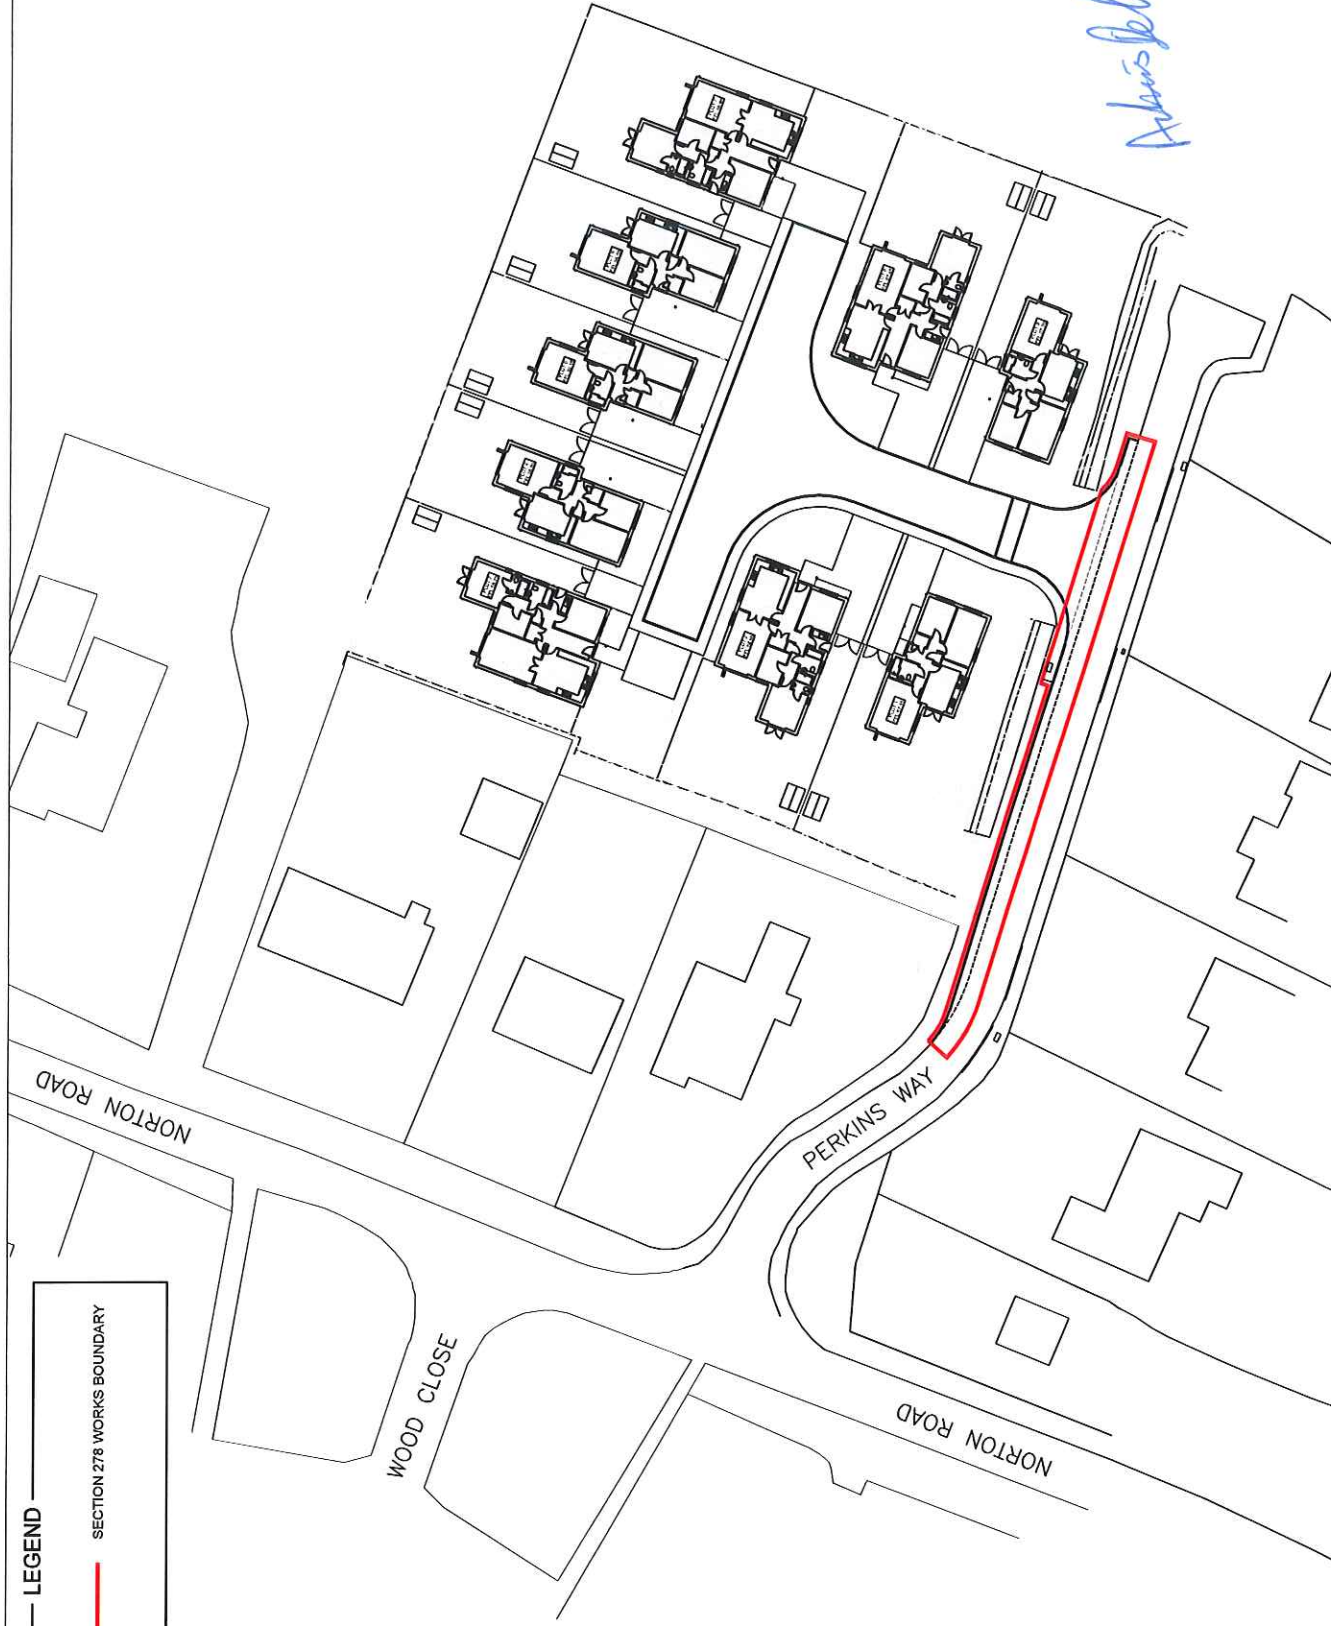 LEGEND
SECTION 278 WORKS BOUNDARY
NORTON ROAD
WOOD CLOSE
PERKINS WAY
NORTON ROAD